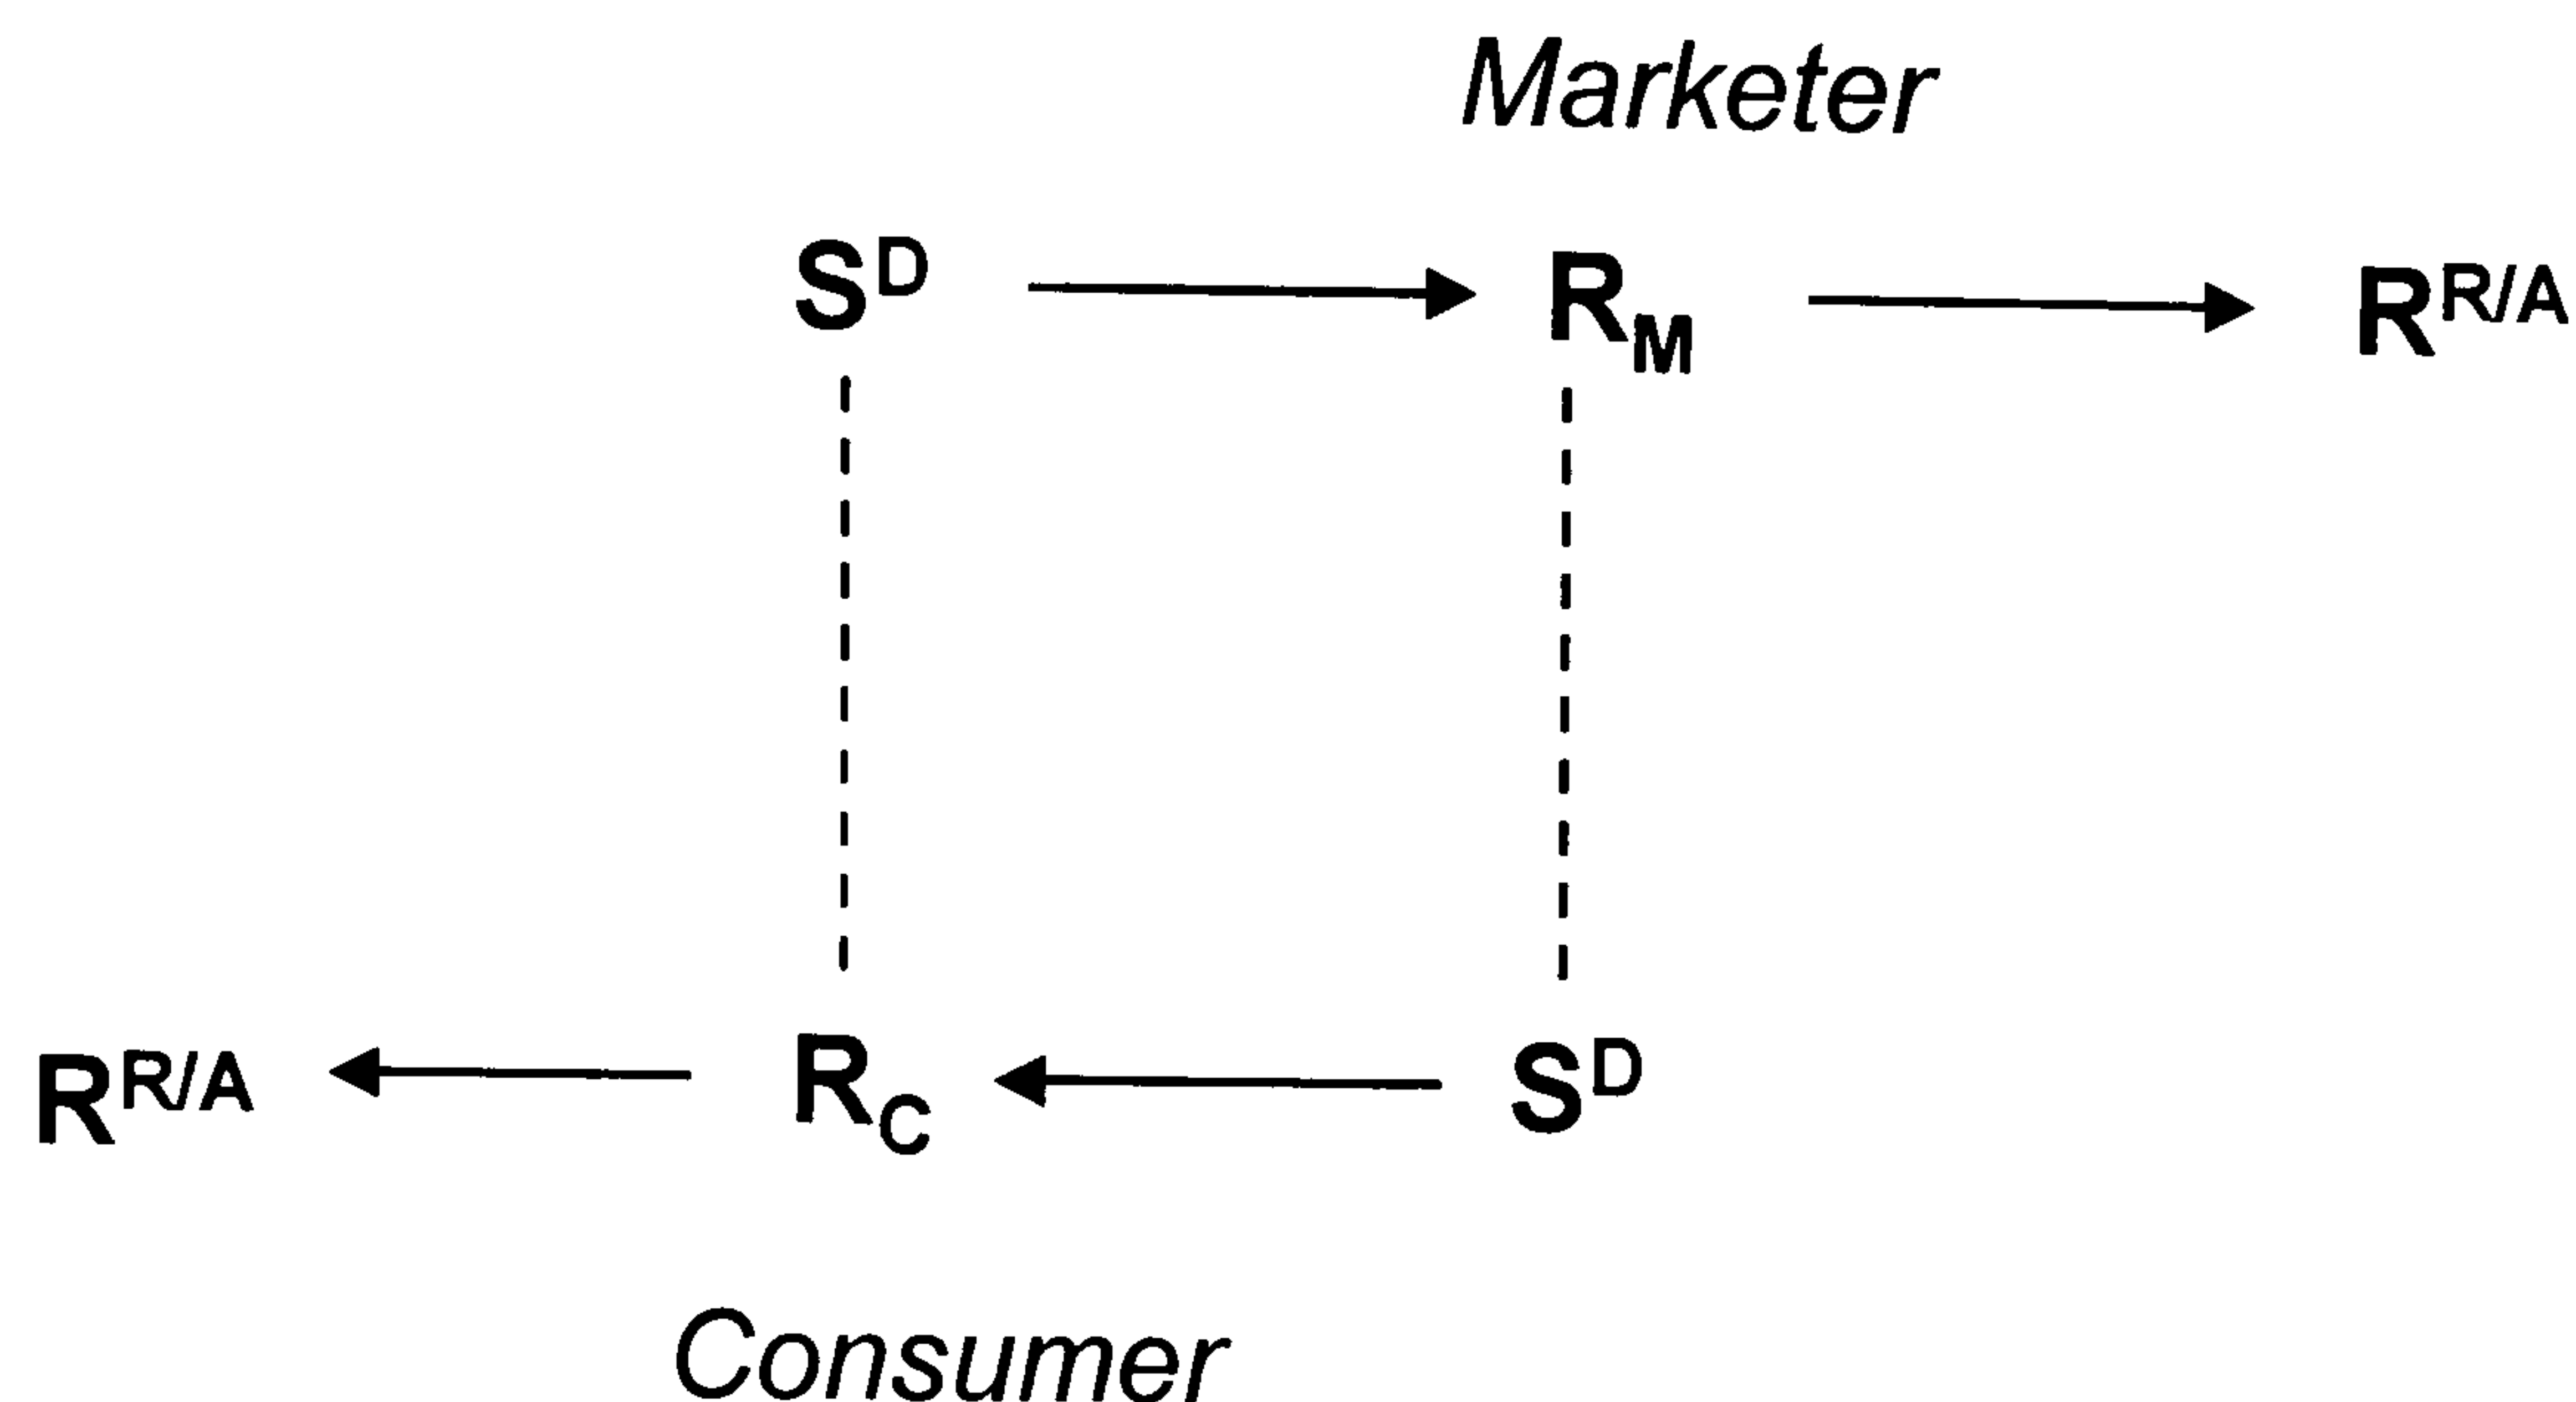 Marketer
S^D R_M R^R/A
R^R/A R_C S^D
Consumer